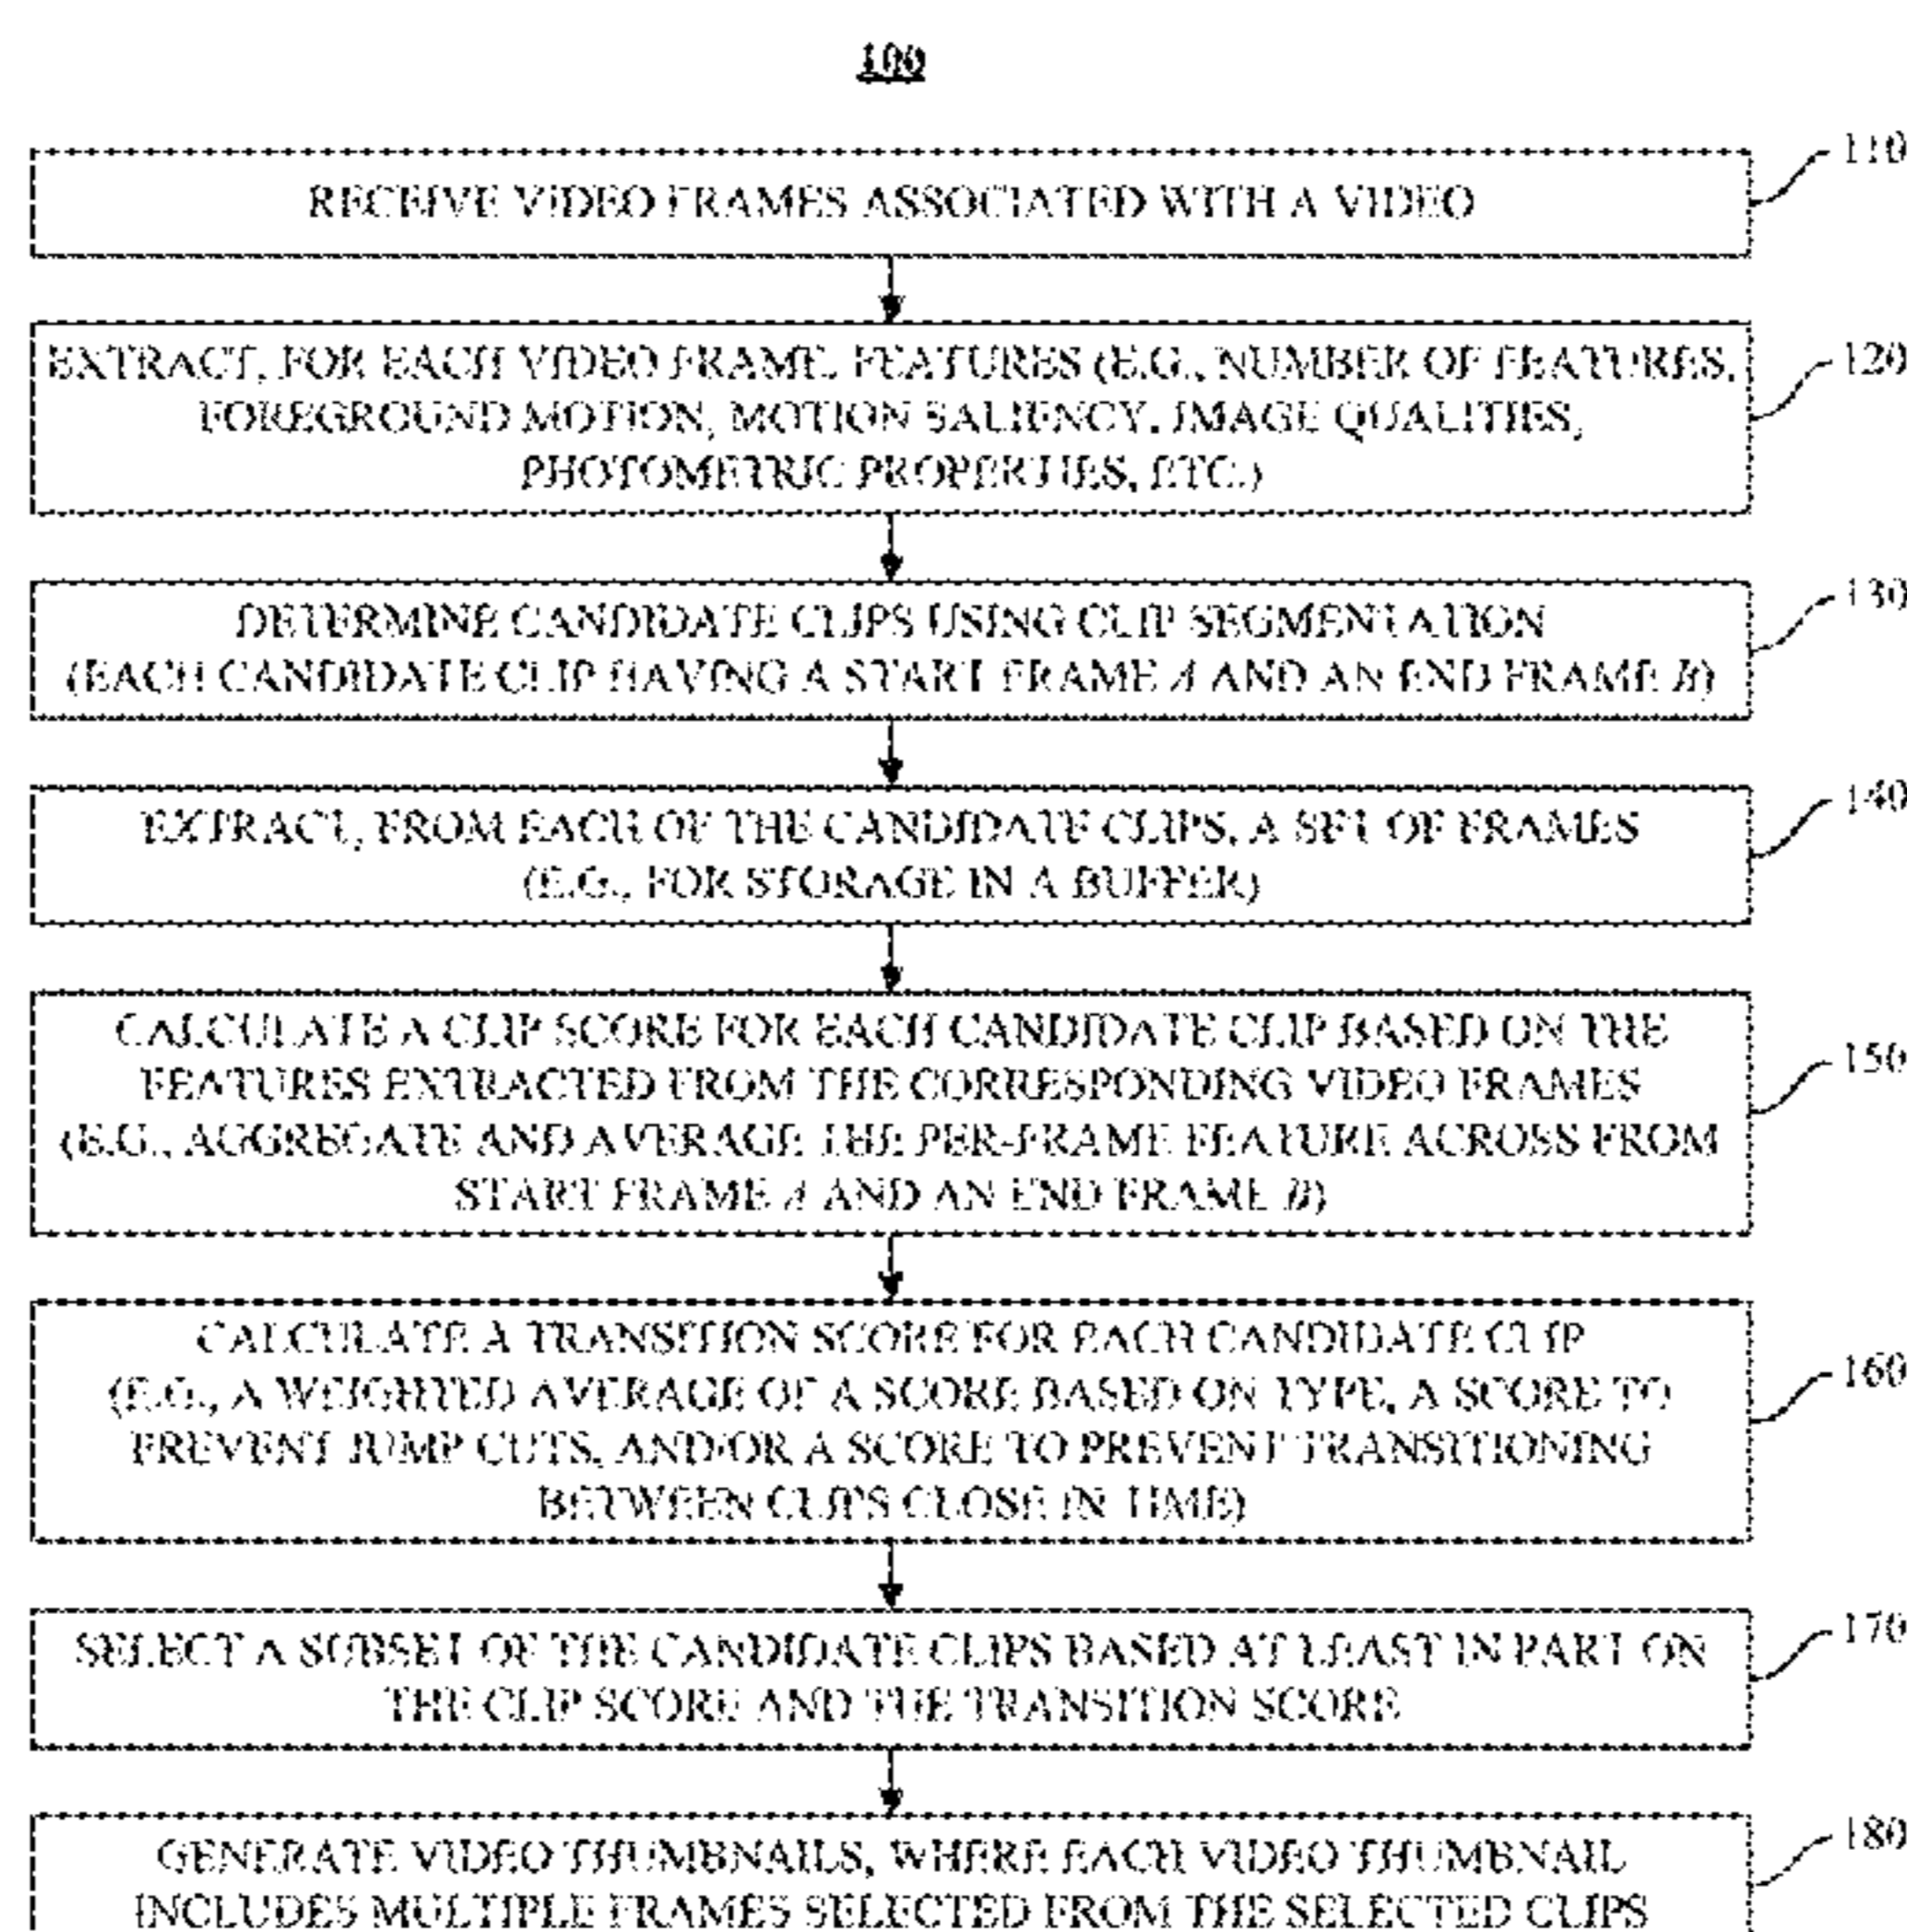 100
110
RECEIVE VIDEO FRAMES ASSOCIATED WITH A VIDEO
EXTRACT, FOR EACH VIDEO FRAME, FEATURES (E.G., NUMBER OF FEATURES,
FOREGROUND MOTION, MOTION SALIENCY, IMAGE QUALITIES,
PHOTOMETRIC PROPERTIES, ETC.)
120
DETERMINE CANDIDATE CLIPS USING CLIP SEGMENTATION
(EACH CANDIDATE CLIP HAVING A START FRAME A AND AN END FRAME B)
130
EXTRACT, FROM EACH OF THE CANDIDATE CLIPS, A SET OF FRAMES
(E.G., FOR STORAGE IN A BUFFER)
140
CALCULATE A CLIP SCORE FOR EACH CANDIDATE CLIP BASED ON THE
FEATURES EXTRACTED FROM THE CORRESPONDING VIDEO FRAMES
(E.G., AGGREGATE AND AVERAGE THE PER-FRAME FEATURE ACROSS FROM
START FRAME A AND AN END FRAME B)
150
CALCULATE A TRANSITION SCORE FOR EACH CANDIDATE CLIP
(E.G., A WEIGHTED AVERAGE OF A SCORE BASED ON TYPE, A SCORE TO
PREVENT JUMP CUTS, AND/OR A SCORE TO PREVENT TRANSITIONING
BETWEEN CLIPS CLOSE IN TIME)
160
SELECT A SUBSET OF THE CANDIDATE CLIPS BASED AT LEAST IN PART ON
THE CLIP SCORE AND THE TRANSITION SCORE
170
GENERATE VIDEO THUMBNAILS, WHERE EACH VIDEO THUMBNAIL
INCLUDES MULTIPLE FRAMES SELECTED FROM THE SELECTED CLIPS
180